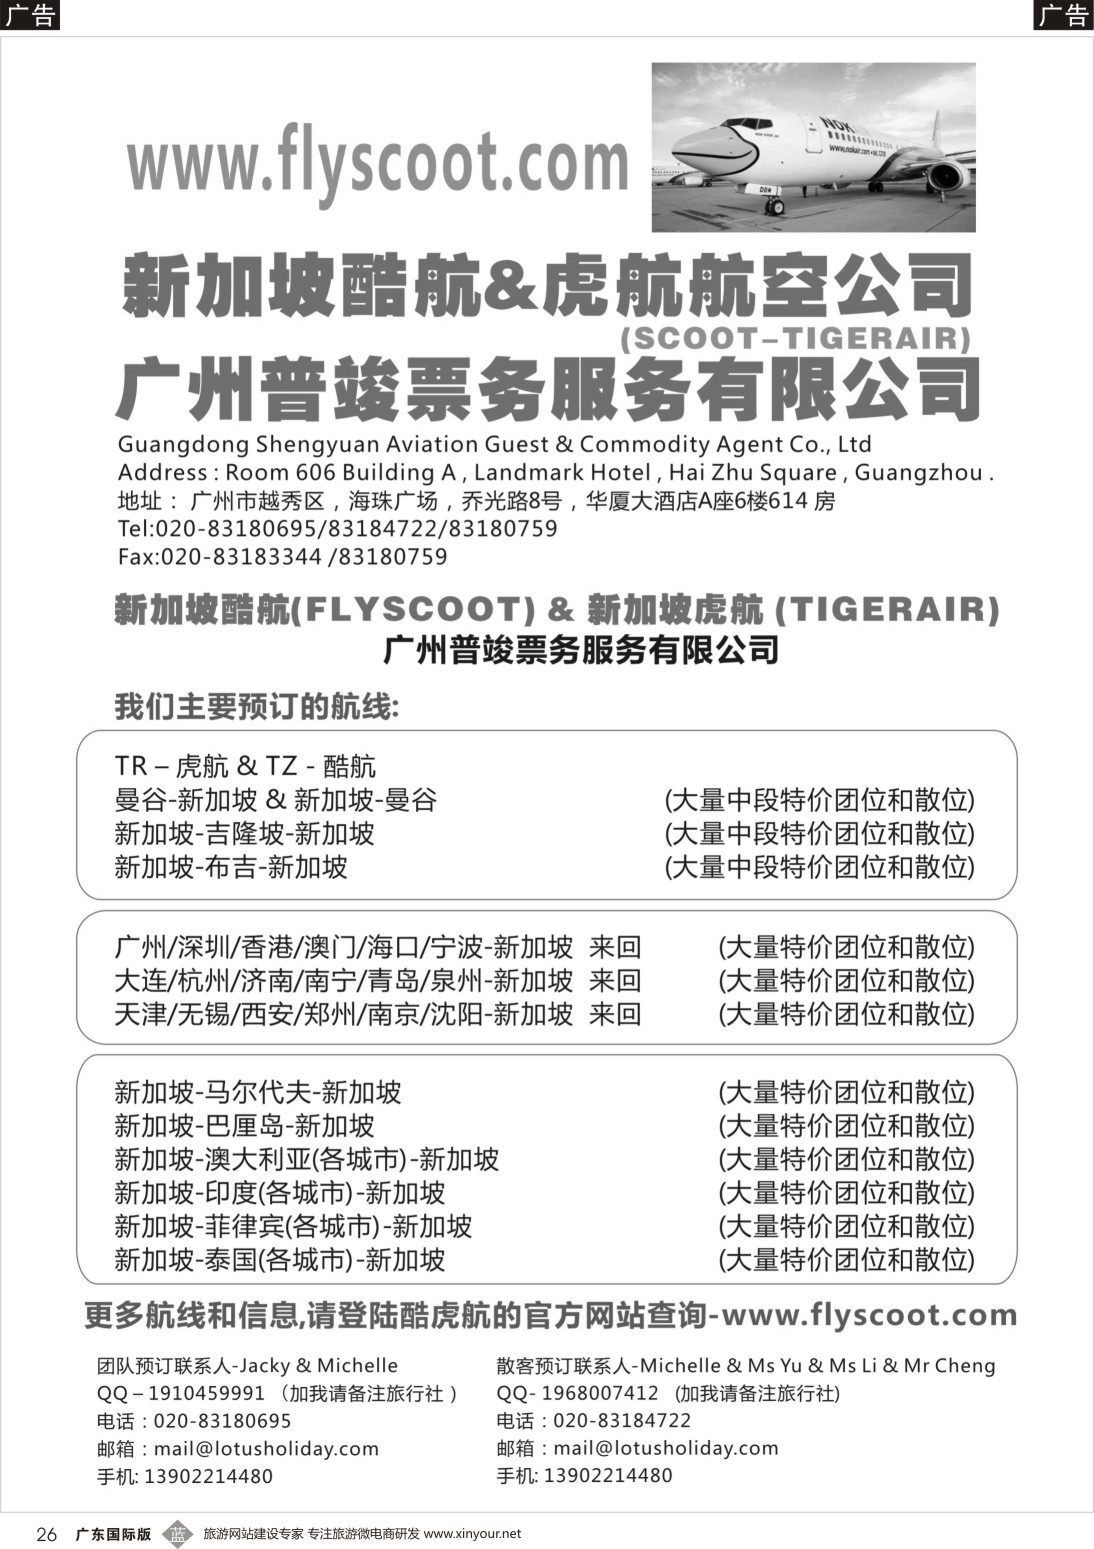 广告
广告
www.flyscoot.com
NOK
www.nokair.com
DBW
新加坡酷航&虎航航空公司
(SCOOT–TIGERAIR)
广州普竣票务服务有限公司
Guangdong Shengyuan Aviation Guest & Commodity Agent Co., Ltd
Address : Room 606 Building A , Landmark Hotel , Hai Zhu Square , Guangzhou .
地址 ： 广州市越秀区 ，海珠广场 ，乔光路8号 ，华厦大酒店A座6楼614 房
Tel:020-83180695/83184722/83180759
Fax:020-83183344 /83180759
新加坡酷航(FLYSCOOT) & 新加坡虎航 (TIGERAIR)
广州普竣票务服务有限公司
我们主要预订的航线:
TR – 虎航 & TZ - 酷航
曼谷-新加坡 & 新加坡-曼谷 (大量中段特价团位和散位)
新加坡-吉隆坡-新加坡 (大量中段特价团位和散位)
新加坡-布吉-新加坡 (大量中段特价团位和散位)
广州/深圳/香港/澳门/海口/宁波-新加坡 来回 (大量特价团位和散位)
大连/杭州/济南/南宁/青岛/泉州-新加坡 来回 (大量特价团位和散位)
天津/无锡/西安/郑州/南京/沈阳-新加坡 来回 (大量特价团位和散位)
新加坡-马尔代夫-新加坡 (大量特价团位和散位)
新加坡-巴厘岛-新加坡 (大量特价团位和散位)
新加坡-澳大利亚(各城市)-新加坡 (大量特价团位和散位)
新加坡-印度(各城市)-新加坡 (大量特价团位和散位)
新加坡-菲律宾(各城市)-新加坡 (大量特价团位和散位)
新加坡-泰国(各城市)-新加坡 (大量特价团位和散位)
更多航线和信息,请登陆酷虎航的官方网站查询-www.flyscoot.com
团队预订联系人-Jacky & Michelle
QQ – 1910459991 （加我请备注旅行社 ）
电话：020-83180695
邮箱：mail@lotusholiday.com
手机: 13902214480
散客预订联系人-Michelle & Ms Yu & Ms Li & Mr Cheng
QQ- 1968007412 (加我请备注旅行社)
电话：020-83184722
邮箱：mail@lotusholiday.com
手机: 13902214480
26 广东国际版 蓝 旅游网站建设专家 专注旅游微电商研发 www.xinyour.net